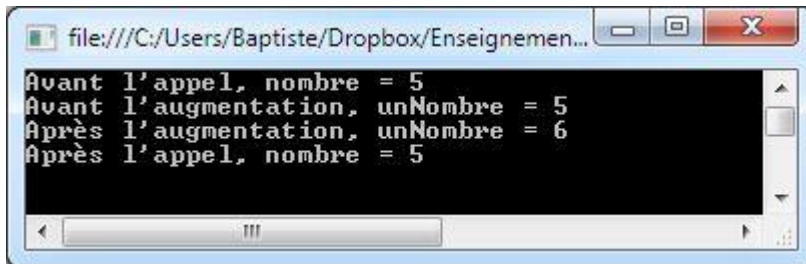 file:///C:/Users/Baptiste/Dropbox/Enseignemen...
Avant l'appel, nombre = 5
Avant l'augmentation, unNombre = 5
Après l'augmentation, unNombre = 6
Après l'appel, nombre = 5